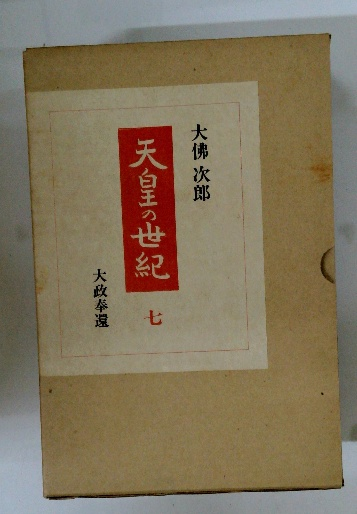 大佛次郎
天皇の世紀
七
大政奉還